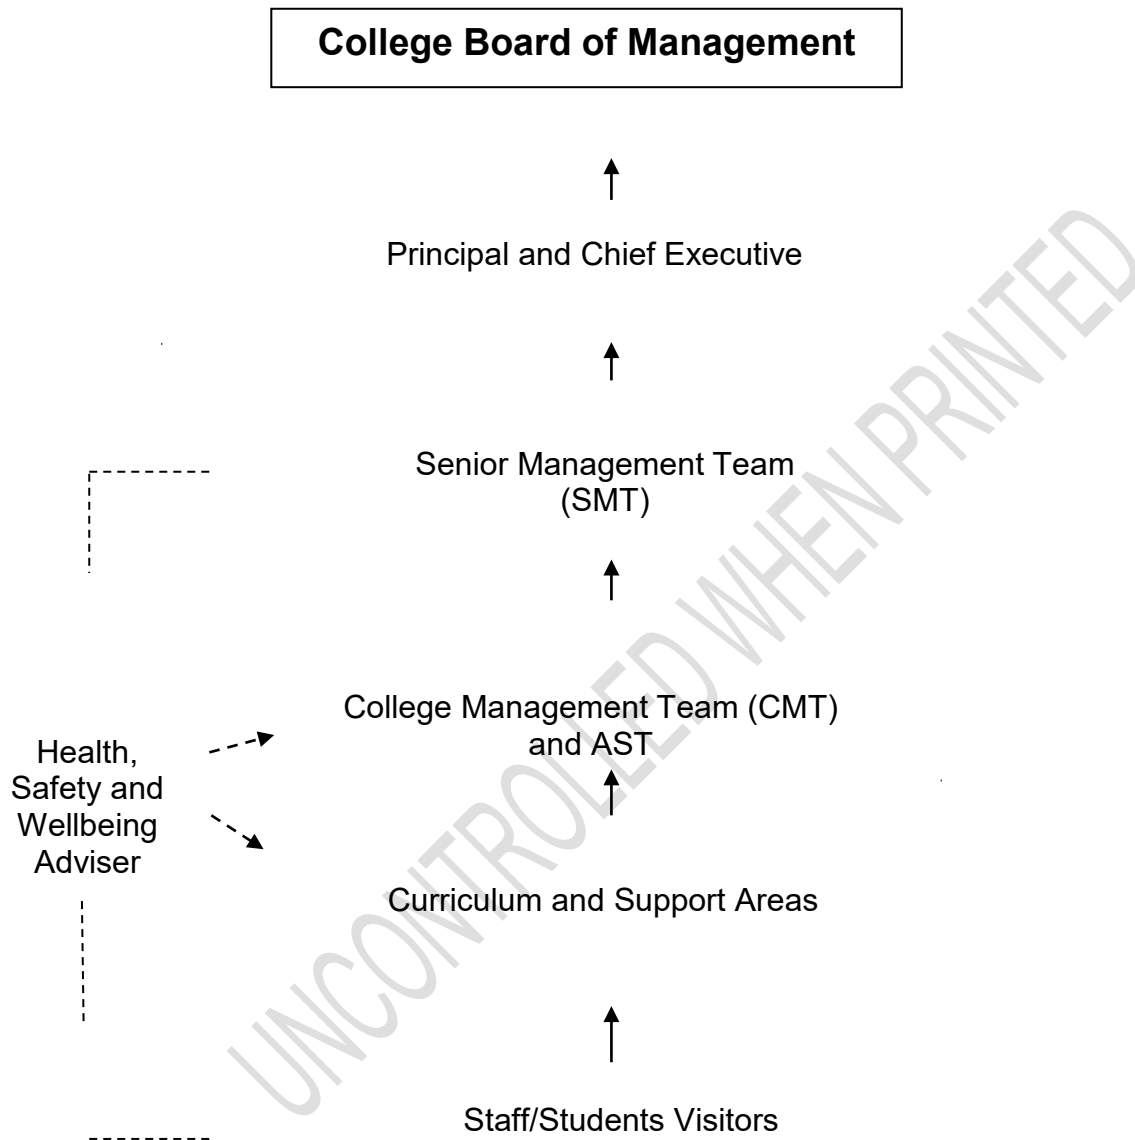 College Board of Management
Principal and Chief Executive
Senior Management Team
(SMT)
College Management Team (CMT)
and AST
Health,
Safety and
Wellbeing
Adviser
Curriculum and Support Areas
Staff/Students Visitors
UNCONTROLLED WHEN PRINTED